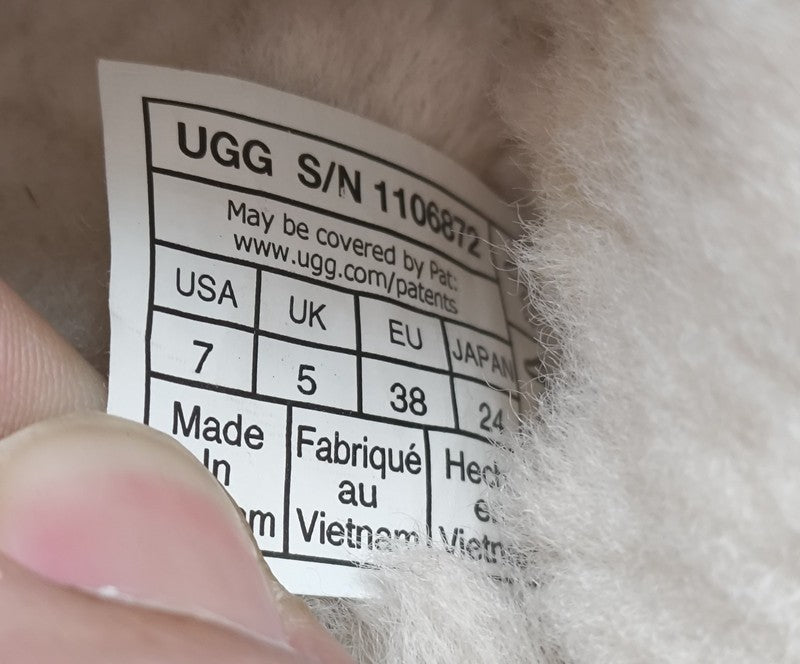 UGG S/N 1106872
May be covered by Pat:
www.ugg.com/patents
USA UK EU JAPAN
7 5 38 24
Made
In
Fabriqué
au
Vietnam